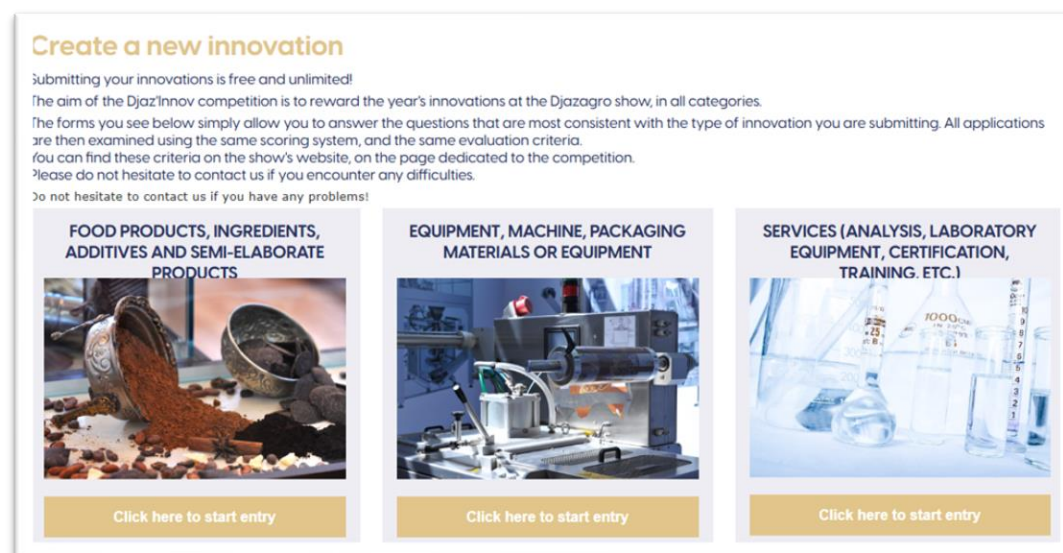 Create a new innovation
Submitting your innovations is free and unlimited!
The aim of the Djaz'Innov competition is to reward the year's innovations at the Djazagro show, in all categories.
The forms you see below simply allow you to answer the questions that are most consistent with the type of innovation you are submitting. All applications
are then examined using the same scoring system, and the same evaluation criteria.
You can find these criteria on the show's website, on the page dedicated to the competition.
Please do not hesitate to contact us if you encounter any difficulties.
Do not hesitate to contact us if you have any problems!
FOOD PRODUCTS, INGREDIENTS,
ADDITIVES AND SEMI-ELABORATE
PRODUCTS
Click here to start entry
EQUIPMENT, MACHINE, PACKAGING
MATERIALS OR EQUIPMENT
Click here to start entry
SERVICES (ANALYSIS, LABORATORY
EQUIPMENT, CERTIFICATION,
TRAINING, ETC.)
1000
Click here to start entry